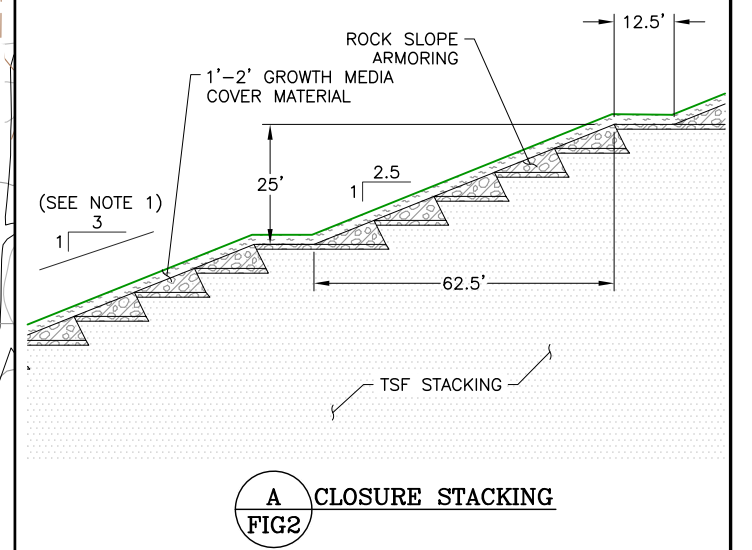 12.5'
ROCK SLOPE
ARMORING
1'-2' GROWTH MEDIA
COVER MATERIAL
2.5
1
25'
(SEE NOTE 1)
3
1
62.5'
TSF STACKING
A
FIG2
CLOSURE STACKING